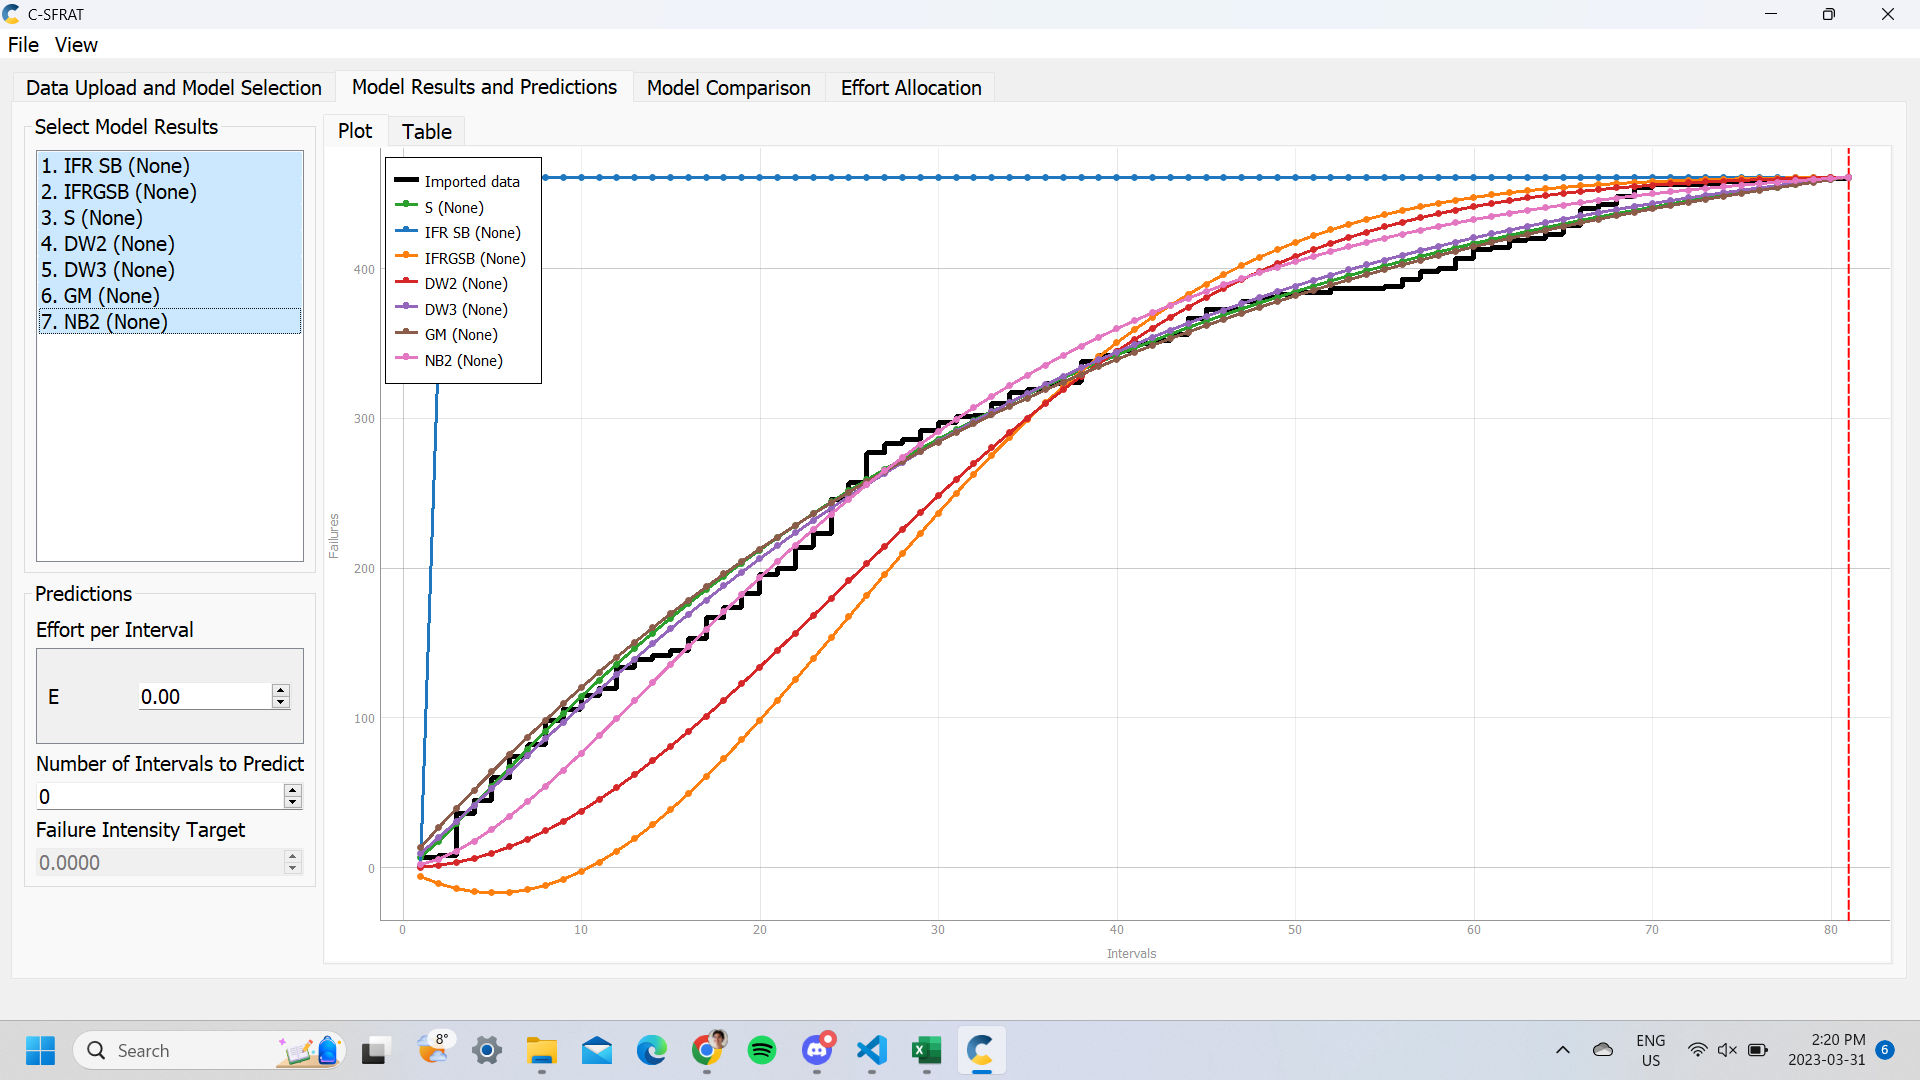 C-SFRAT
File View
Data Upload and Model Selection Model Results and Predictions Model Comparison Effort Allocation
Select Model Results
1. IFR SB (None)
2. IFRGSB (None)
3. S (None)
4. DW2 (None)
5. DW3 (None)
6. GM (None)
7. NB2 (None)
Predictions
Effort per Interval
E 0.00
Number of Intervals to Predict
0
Failure Intensity Target
0.0000
Plot Table
Imported data
S (None)
IFR SB (None)
IFRGSB (None)
DW2 (None)
DW3 (None)
GM (None)
NB2 (None)
400
300
200
100
0
Failures
0 10 20 30 40 50 60 70 80
Intervals
Search
8°
ENG
US
2:20 PM
2023-03-31
6